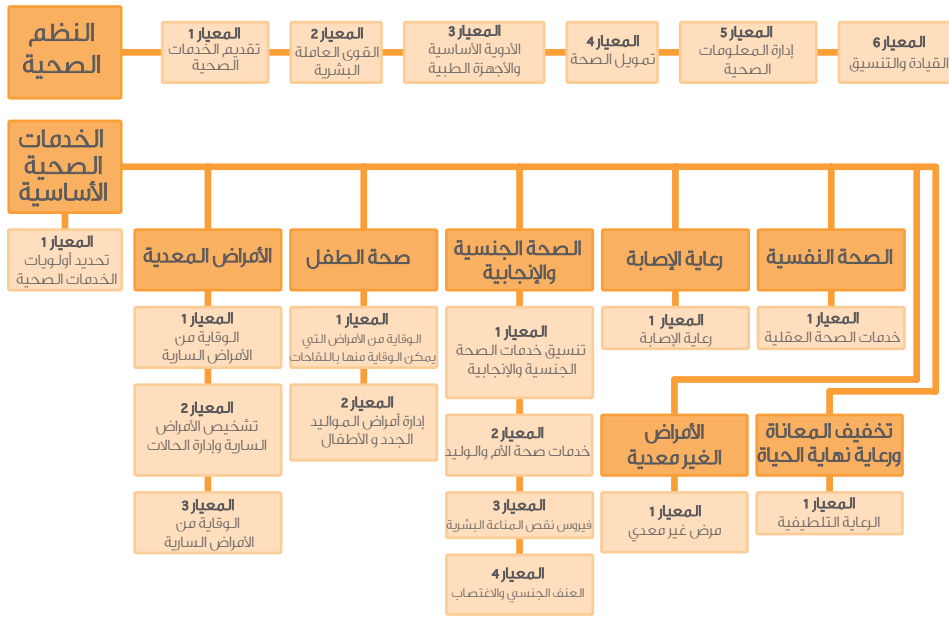 النظم
الصحية
المعيار 1
تقديم الخدمات
الصحية
المعيار 2
القوى العاملة
البشرية
المعيار 3
الأدوية الأساسية
والأجهزة الطبية
المعيار 4
تمويل الصحة
المعيار 5
إدارة المعلومات
الصحية
المعيار 6
القيادة والتنسيق
الخدمات
الصحية
الأساسية
المعيار 1
تحديد أولويات
الخدمات الصحية
الأمراض المعدية
المعيار 1
الوقاية من
الأمراض السارية
المعيار 2
تشخيص الأمراض
السارية وإدارة الحالات
المعيار 3
الوقاية من
الأمراض السارية
صحة الطفل
المعيار 1
الوقاية من الأمراض التي
يمكن الوقاية منها باللقاحات
المعيار 2
إدارة أمراض المواليد
الجدد و الأطفال
الصحة الجنسية
والإنجابية
المعيار 1
تنسيق خدمات الصحة
الجنسية والإنجابية
المعيار 2
خدمات صحة الأم والوليد
المعيار 3
فيروس نقص المناعة البشرية
المعيار 4
العنف الجنسي والاغتصاب
رعاية الإصابة
المعيار 1
رعاية الإصابة
الصحة النفسية
المعيار 1
خدمات الصحة العقلية
الأمراض
الغير معدية
المعيار 1
مرض غير معدي
تخفيف المعاناة
ورعاية نهاية الحياة
المعيار 1
الرعاية التلطيفية